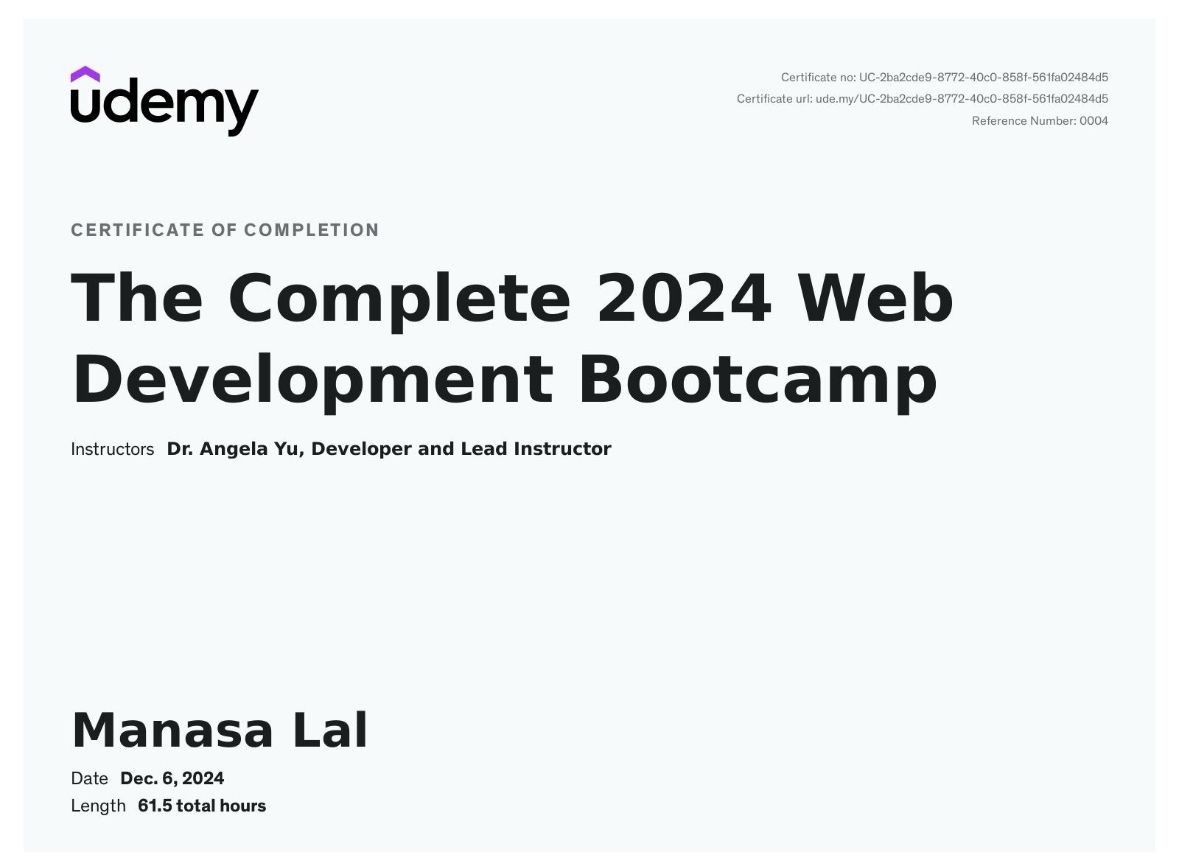 udemy
Certificate no: UC-2ba2cde9-8772-40c0-858f-561fa02484d5
Certificate url: ude.my/UC-2ba2cde9-8772-40c0-858f-561fa02484d5
Reference Number: 0004
CERTIFICATE OF COMPLETION
The Complete 2024 Web
Development Bootcamp
Instructors Dr. Angela Yu, Developer and Lead Instructor
Manasa Lal
Date Dec. 6, 2024
Length 61.5 total hours